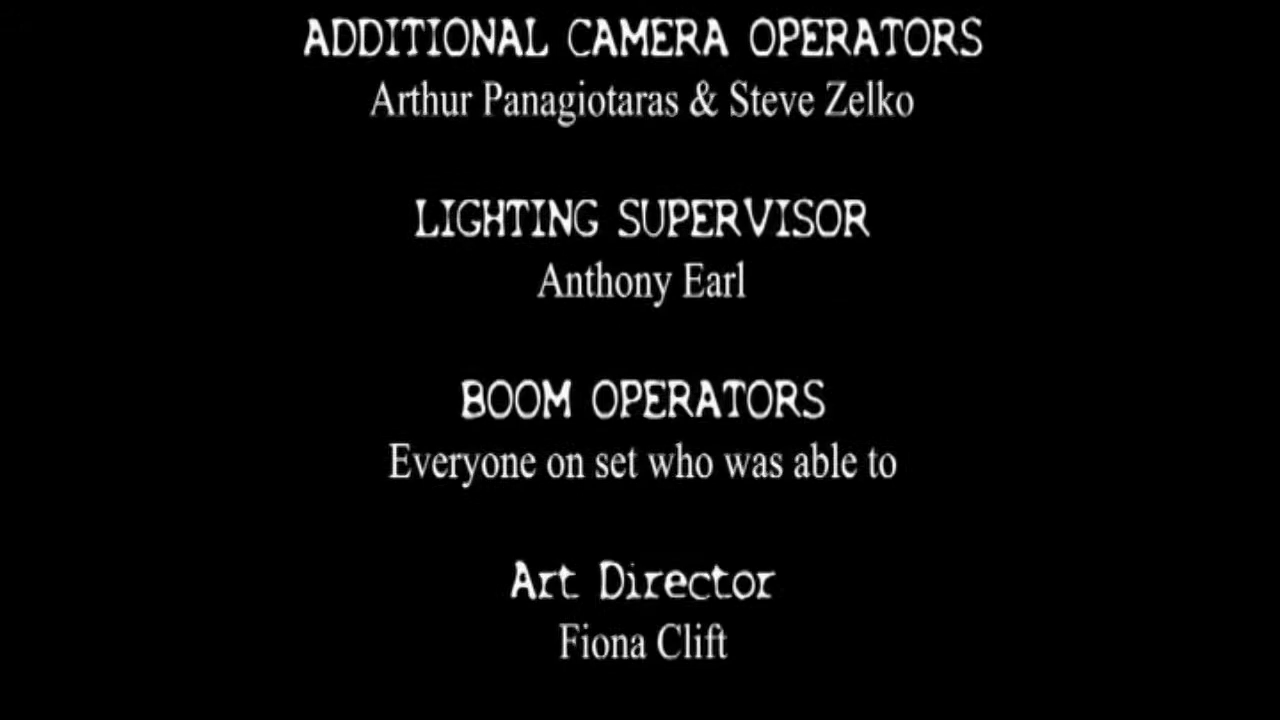 ADDITIONAL CAMERA OPERATORS
Arthur Panagiotaras & Steve Zelko
LIGHTING SUPERVISOR
Anthony Earl
BOOM OPERATORS
Everyone on set who was able to
Art Director
Fiona Clift